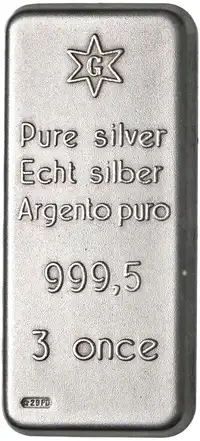 G
Pure silver
Echt silber
Argento puro
999,5
3 once